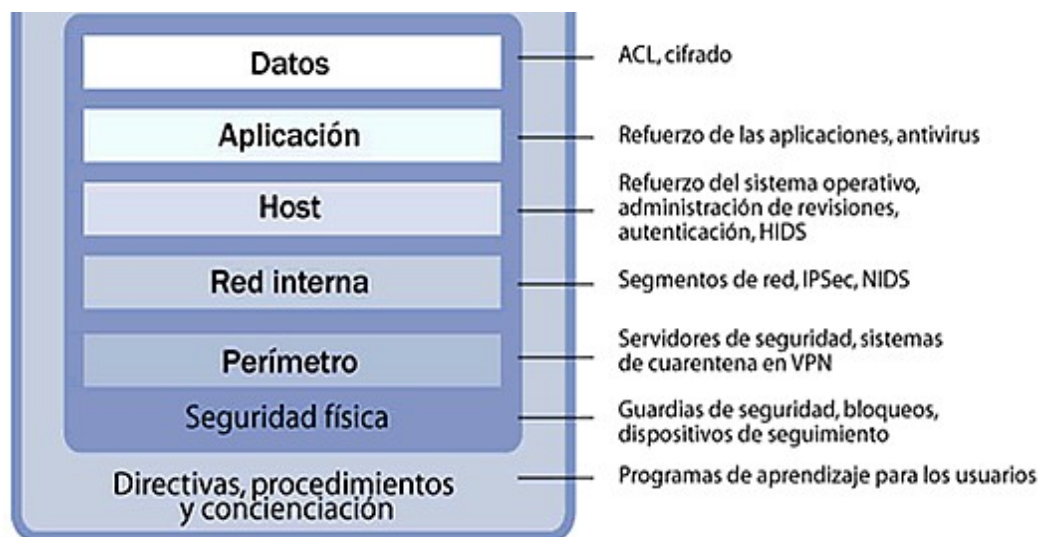 Datos
ACL, cifrado
Aplicación
Refuerzo de las aplicaciones, antivirus
Host
Refuerzo del sistema operativo,
administración de revisiones,
autenticación, HIDS
Red interna
Segmentos de red, IPSec, NIDS
Perímetro
Servidores de seguridad, sistemas
de cuarentena en VPN
Seguridad física
Guardias de seguridad, bloqueos,
dispositivos de seguimiento
Directivas, procedimientos
y concienciación
Programas de aprendizaje para los usuarios